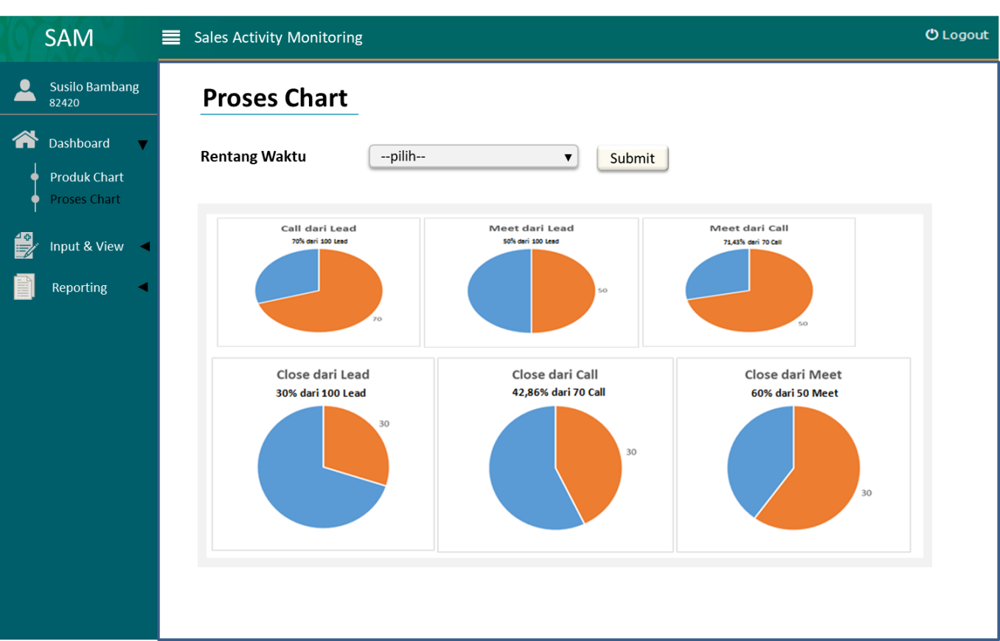 SAM
Sales Activity Monitoring
Logout
Susilo Bambang
82420
Dashboard
Produk Chart
Proses Chart
Input & View
Reporting
Proses Chart
Rentang Waktu
--pilih--
Submit
Call dari Lead
70% dari 100 Lead
70
Meet dari Lead
50% dari 100 Lead
50
Meet dari Call
71,43% dari 70 Call
50
Close dari Lead
30% dari 100 Lead
30
Close dari Call
42,86% dari 70 Call
30
Close dari Meet
60% dari 50 Meet
30